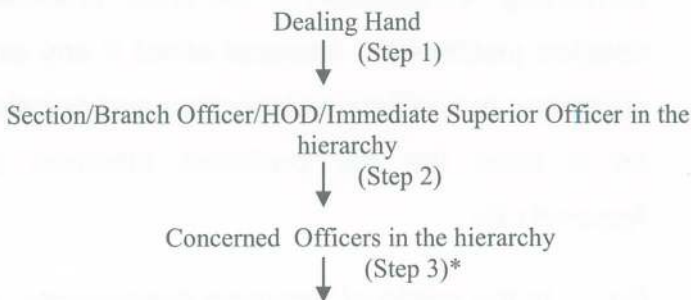 Dealing Hand
(Step 1)
Section/Branch Officer/HOD/Immediate Superior Officer in the
hierarchy
(Step 2)
Concerned Officers in the hierarchy
(Step 3)*